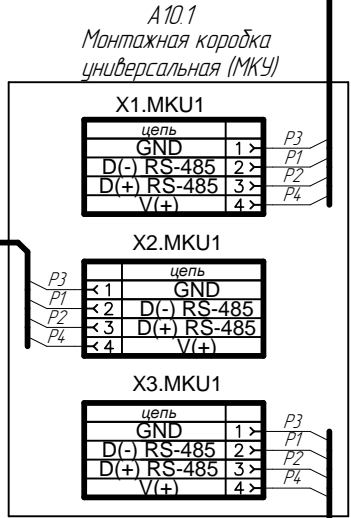 А10.1
Монтажная коробка
универсальная (МКУ)
X1.MKU1
цепь
GND 1 P3
D(-) RS-485 2 P1
D(+) RS-485 3 P2
V(+) 4 P4
X2.MKU1
цепь
P3 1 GND
P1 2 D(-) RS-485
P2 3 D(+) RS-485
P4 4 V(+)
X3.MKU1
цепь
GND 1 P3
D(-) RS-485 2 P1
D(+) RS-485 3 P2
V(+) 4 P4